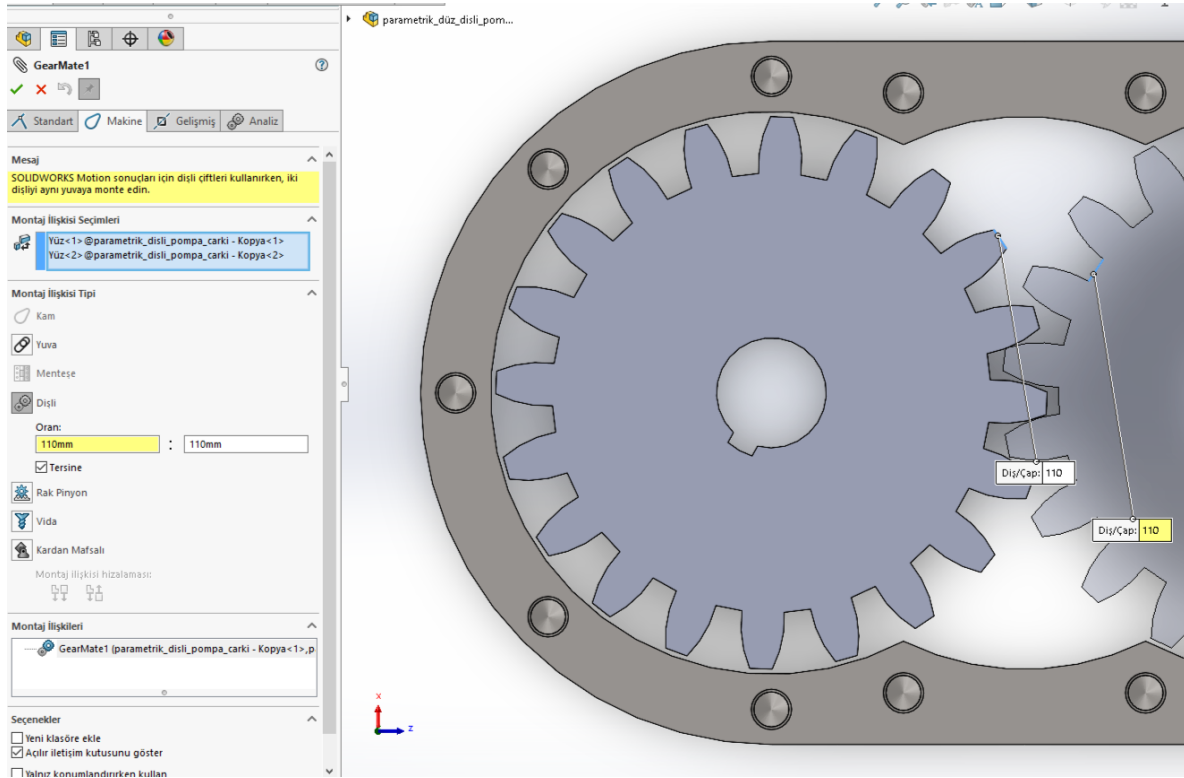 parametrik_düz_disli_pom...
GearMate1
Standart
Makine
Gelişmiş
Analiz
Mesaj
SOLIDWORKS Motion sonuçları için dişli çiftleri kullanırken, iki
dişliyi aynı yuvaya monte edin.
Montaj İlişkisi Seçimleri
Yüz<1>@parametrik_disli_pompa_carki - Kopya<1>
Yüz<2>@parametrik_disli_pompa_carki - Kopya<2>
Montaj İlişkisi Tipi
Kam
Yuva
Menteşe
Dişli
Oran:
110mm : 110mm
Tersine
Rak Pinyon
Vida
Kardan Mafsalı
Montaj ilişkisi hizalaması:
Montaj İlişkileri
GearMate1 (parametrik_disli_pompa_carki - Kopya<1>,p
Seçenekler
Yeni klasöre ekle
Açılır iletişim kutusunu göster
Yalnız konumlandırırken kullan
Diş/Çap: 110
Diş/Çap: 110
x
z